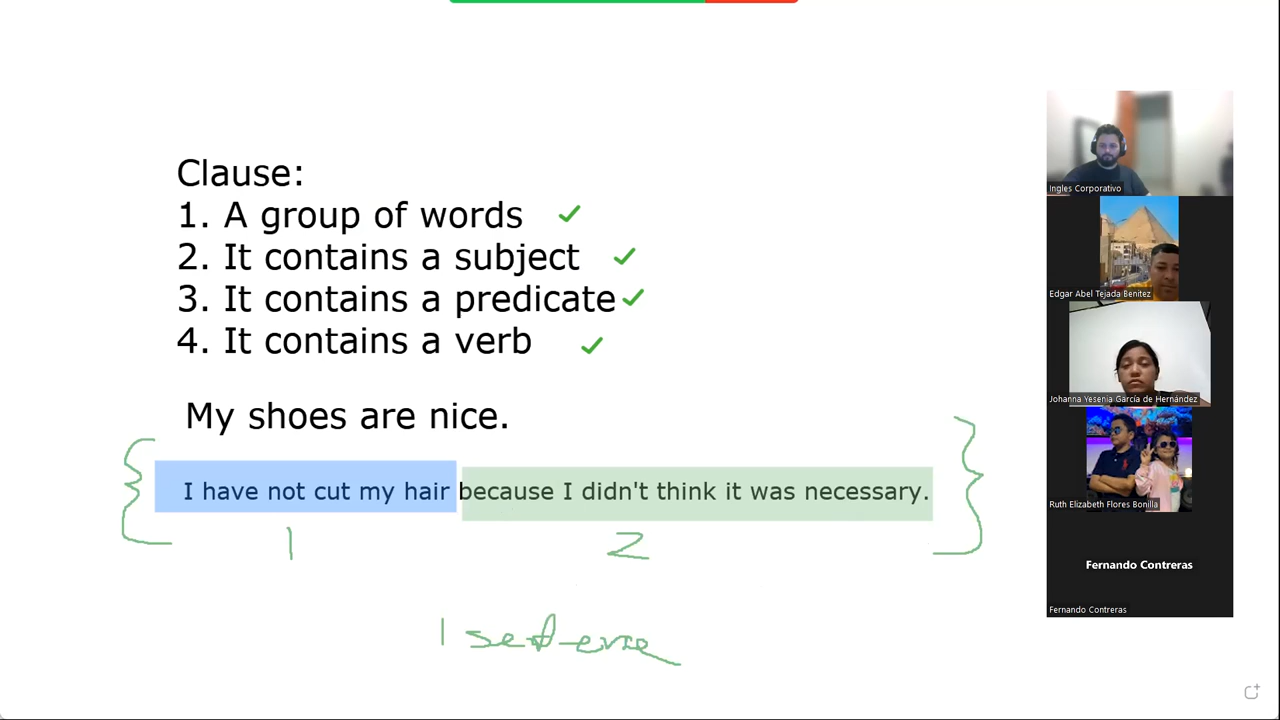 Clause:
1. A group of words
2. It contains a subject
3. It contains a predicate
4. It contains a verb
My shoes are nice.
I have not cut my hair because I didn't think it was necessary.
1 2
1 sentence
Ingles Corporativo
Edgar Abel Tejada Benitez
Johanna Yesenia García de Hernández
Ruth Elizabeth Flores Bonilla
Fernando Contreras
Fernando Contreras